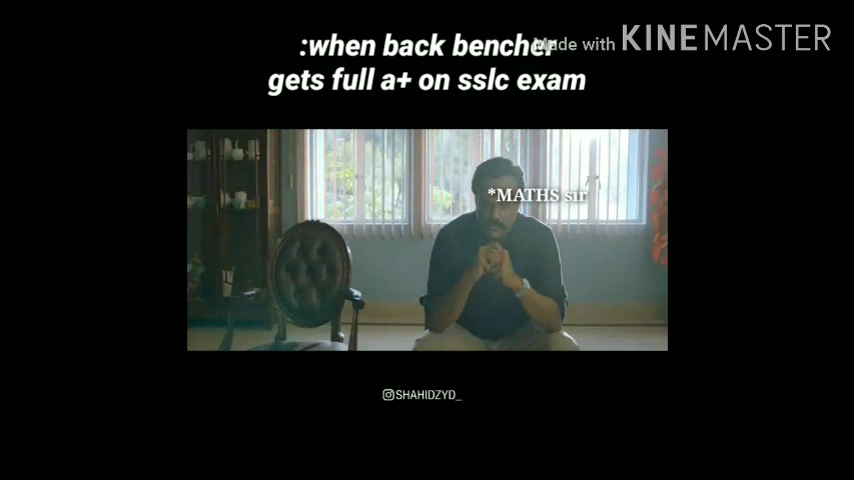 :when back bencher
gets full a+ on sslc exam
Made with KINEMASTER
*MATHS sir
SHAHIDZYD_